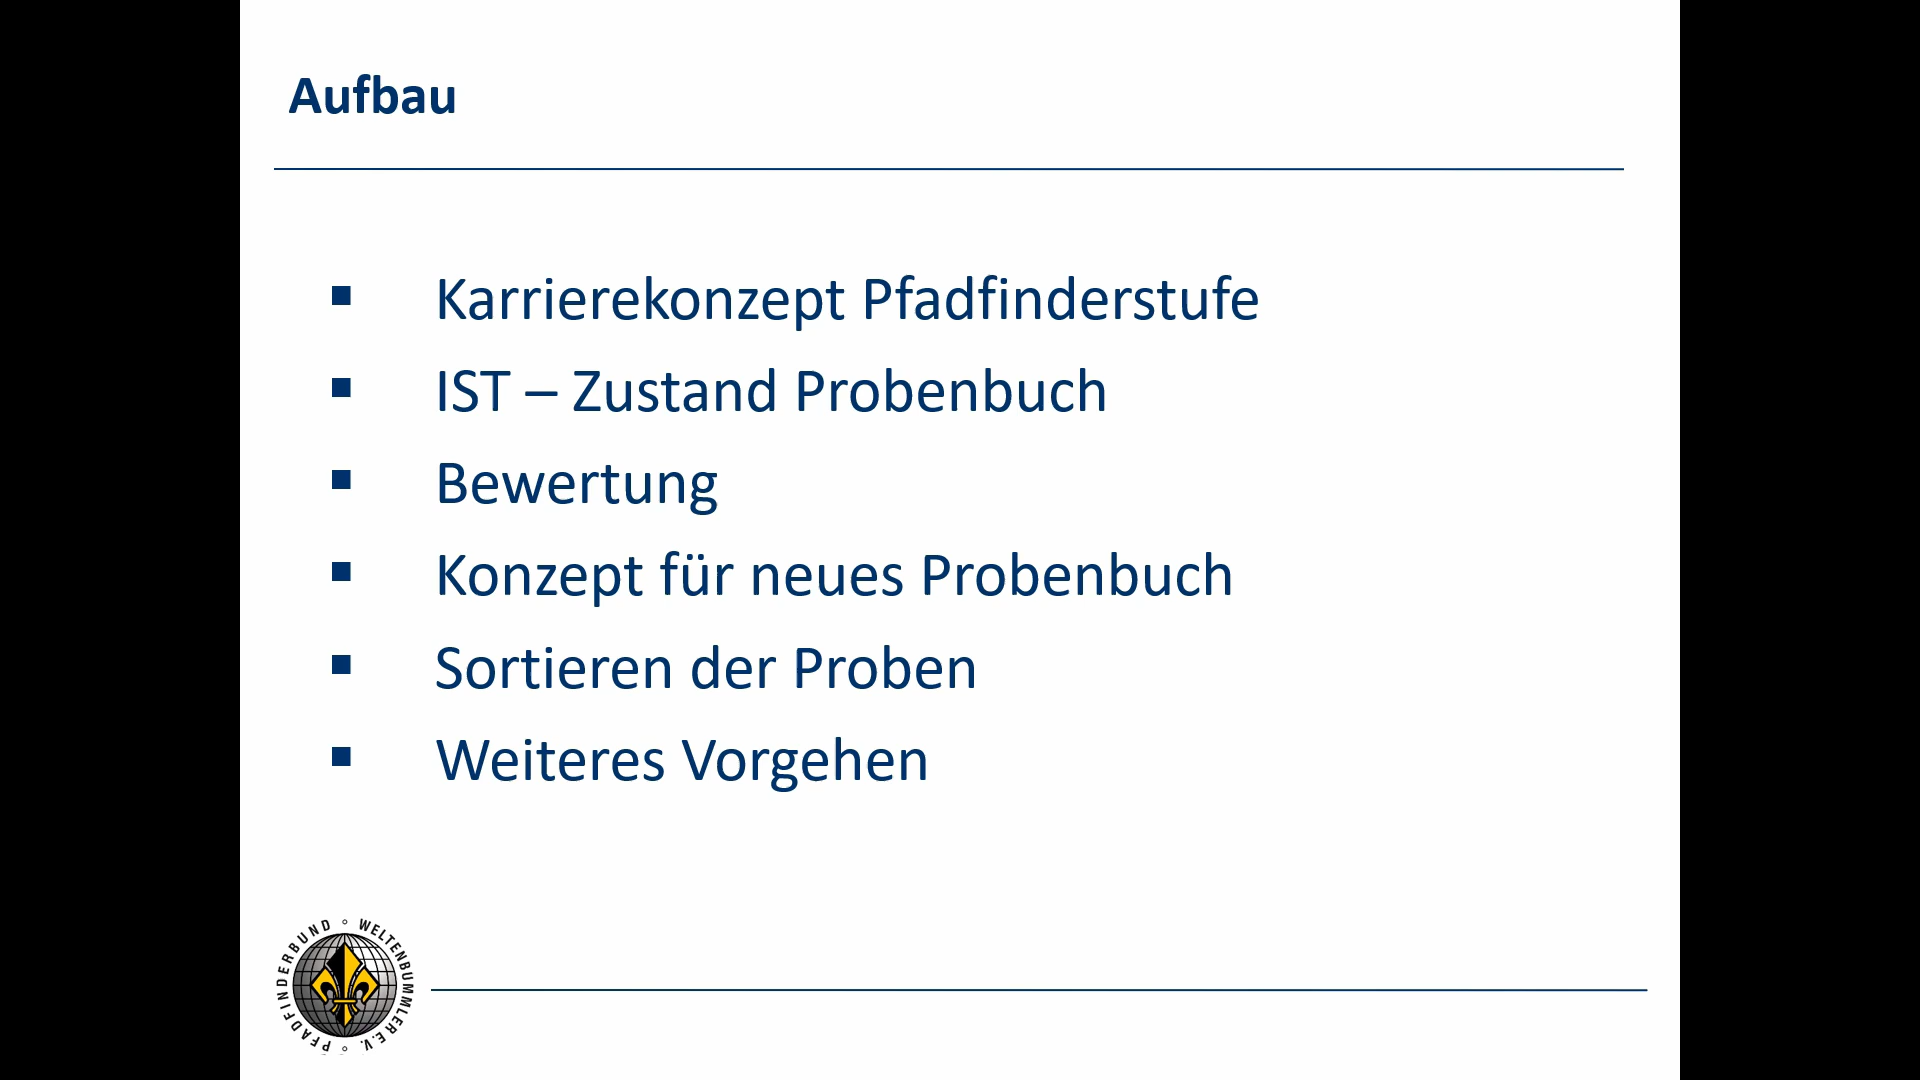 Aufbau
▪ Karrierekonzept Pfadfinderstufe
▪ IST – Zustand Probenbuch
▪ Bewertung
▪ Konzept für neues Probenbuch
▪ Sortieren der Proben
▪ Weiteres Vorgehen
PFADFINDERBUND ◦ WELTENBUMMLER E.V. ◦